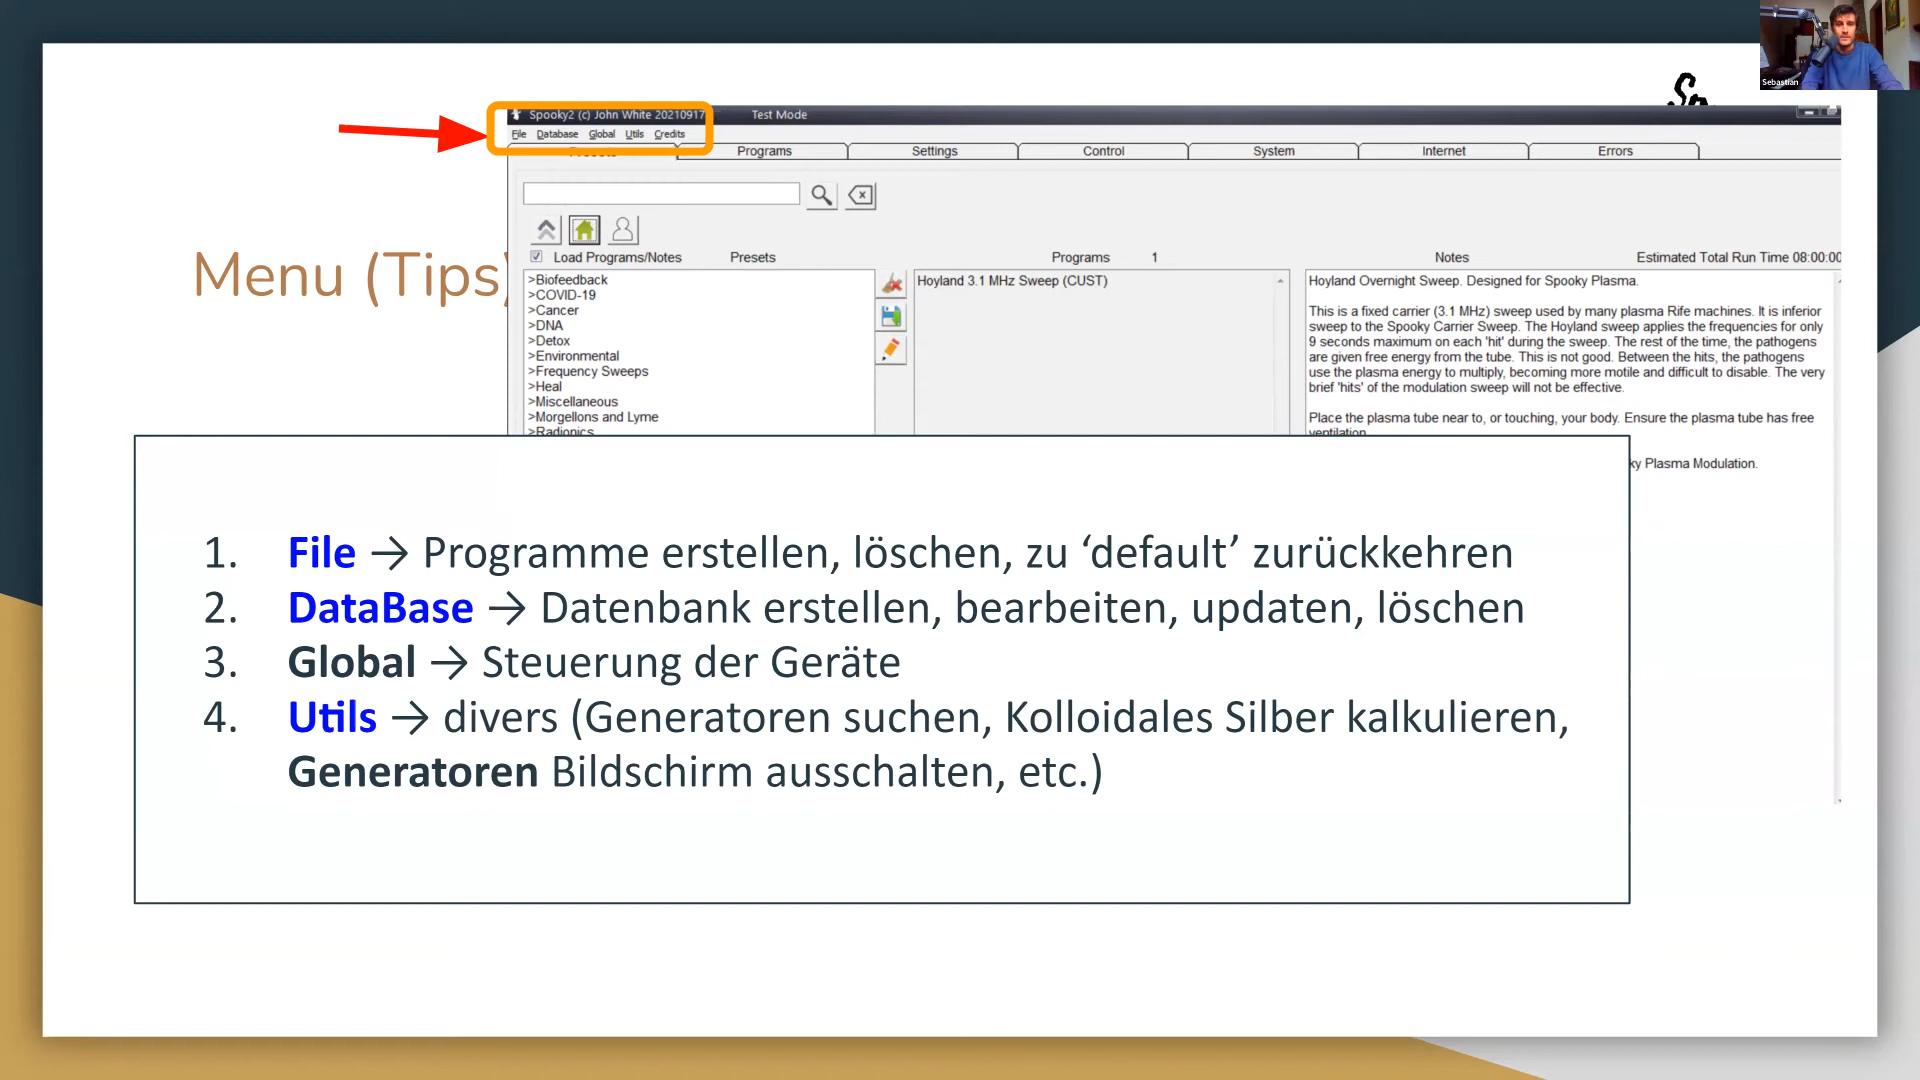 Sebastian
Spooky2 (c) John White 20210917 Test Mode
File Database Global Utils Credits
Programs Settings Control System Internet Errors
Menu (Tips)
Load Programs/Notes Presets Programs 1 Notes Estimated Total Run Time 08:00:00
>Biofeedback
>COVID-19
>Cancer
>DNA
>Detox
>Environmental
>Frequency Sweeps
>Heal
>Miscellaneous
>Morgellons and Lyme
>Radionics
Hoyland 3.1 MHz Sweep (CUST)
Hoyland Overnight Sweep. Designed for Spooky Plasma.
This is a fixed carrier (3.1 MHz) sweep used by many plasma Rife machines. It is inferior
sweep to the Spooky Carrier Sweep. The Hoyland sweep applies the frequencies for only
9 seconds maximum on each 'hit' during the sweep. The rest of the time, the pathogens
are given free energy from the tube. This is not good. Between the hits, the pathogens
use the plasma energy to multiply, becoming more motile and difficult to disable. The very
brief 'hits' of the modulation sweep will not be effective.
Place the plasma tube near to, or touching, your body. Ensure the plasma tube has free
ventilation
ky Plasma Modulation.
1. File → Programme erstellen, löschen, zu ‘default’ zurückkehren
2. DataBase → Datenbank erstellen, bearbeiten, updaten, löschen
3. Global → Steuerung der Geräte
4. Utils → divers (Generatoren suchen, Kolloidales Silber kalkulieren,
Generatoren Bildschirm ausschalten, etc.)